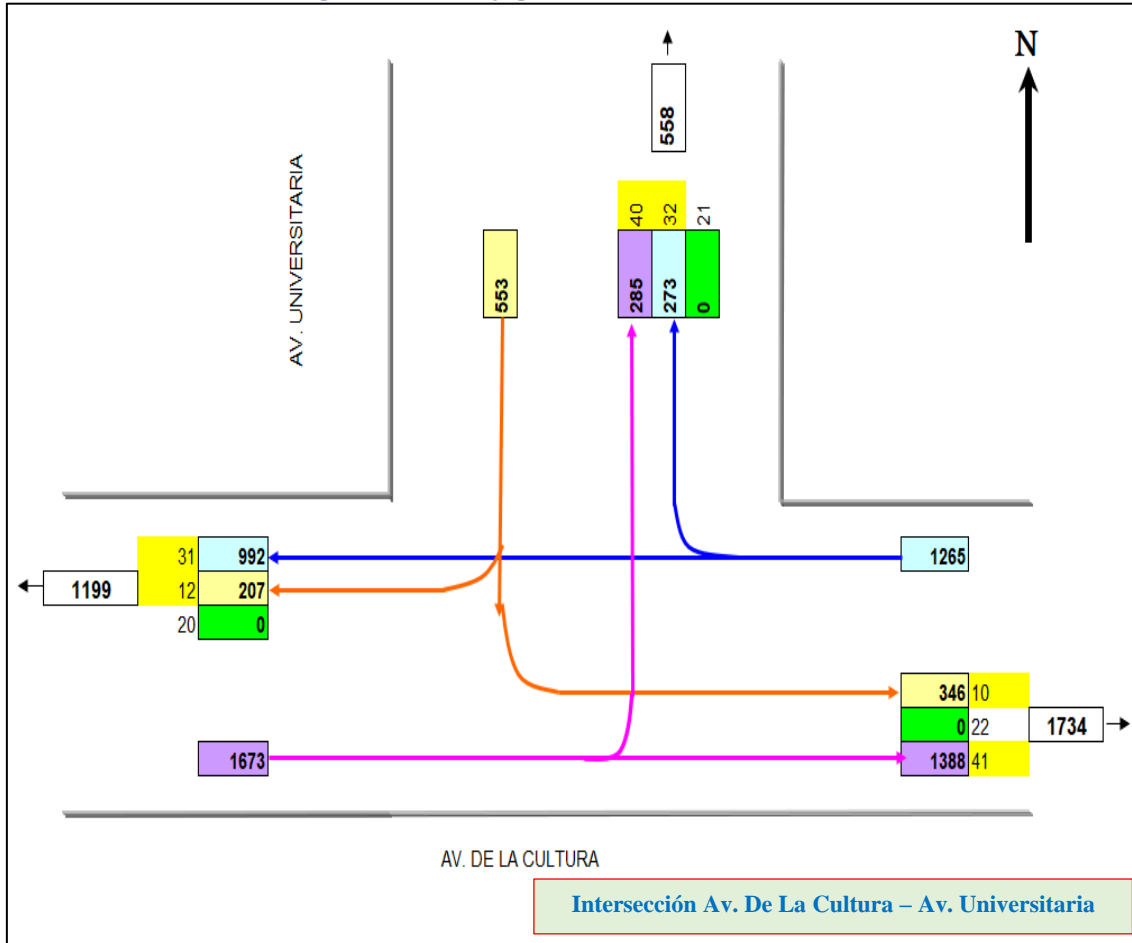 N
558
40 32 21
285 273 0
553
AV. UNIVERSITARIA
31 992
1199 12 207
20 0
1265
346 10
0 22 1734
1388 41
1673
AV. DE LA CULTURA
Intersección Av. De La Cultura – Av. Universitaria